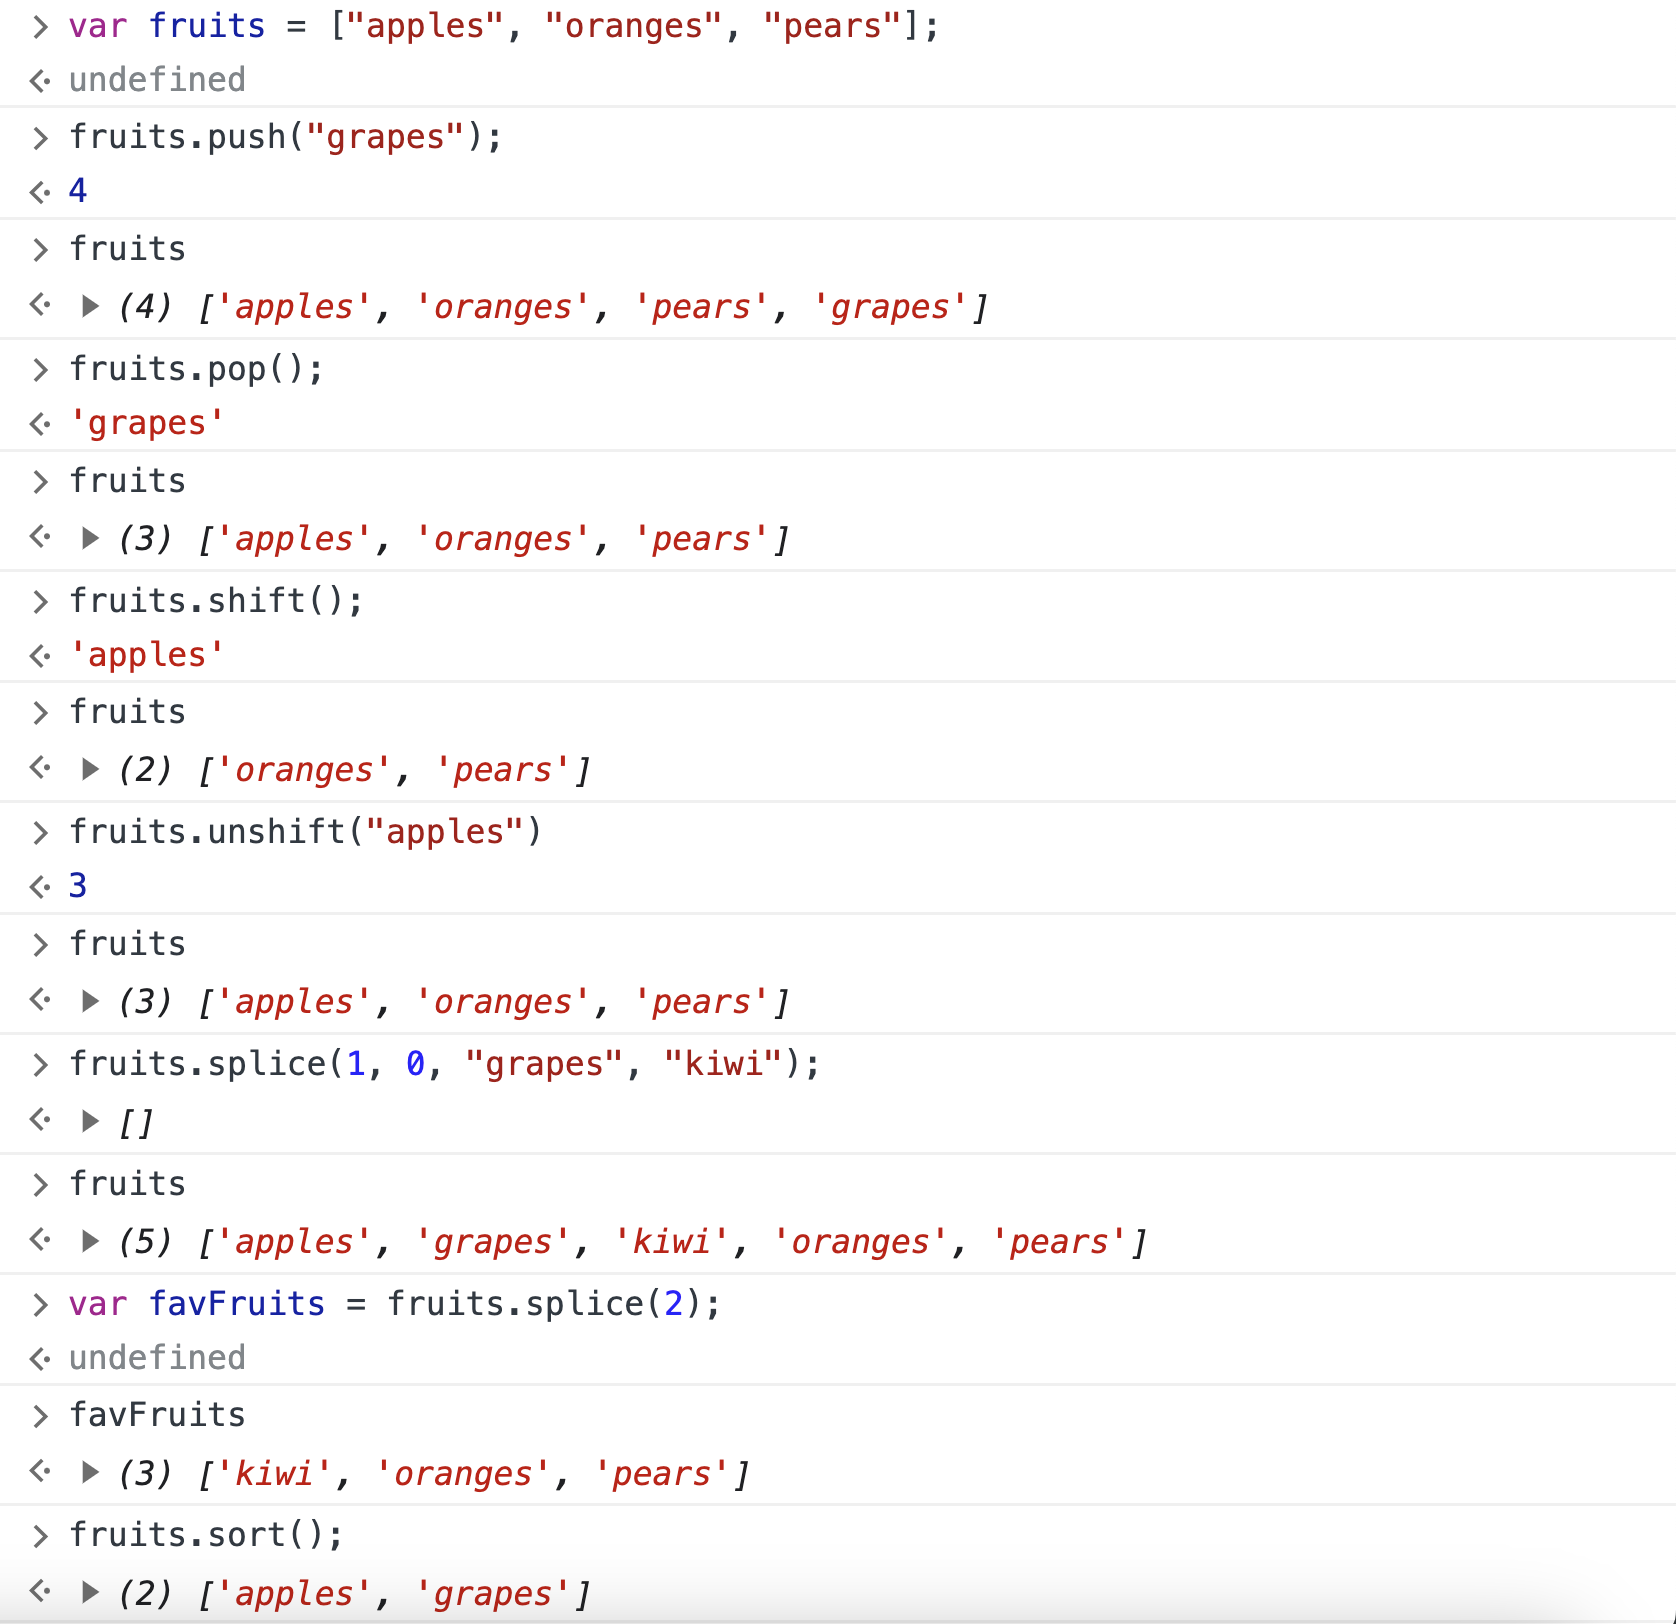 > var fruits = ["apples", "oranges", "pears"];
undefined
> fruits.push("grapes");
4
> fruits
(4) ['apples', 'oranges', 'pears', 'grapes']
> fruits.pop();
'grapes'
> fruits
(3) ['apples', 'oranges', 'pears']
> fruits.shift();
'apples'
> fruits
(2) ['oranges', 'pears']
> fruits.unshift("apples")
3
> fruits
(3) ['apples', 'oranges', 'pears']
> fruits.splice(1, 0, "grapes", "kiwi");
[]
> fruits
(5) ['apples', 'grapes', 'kiwi', 'oranges', 'pears']
> var favFruits = fruits.splice(2);
undefined
> favFruits
(3) ['kiwi', 'oranges', 'pears']
> fruits.sort();
(2) ['apples', 'grapes']